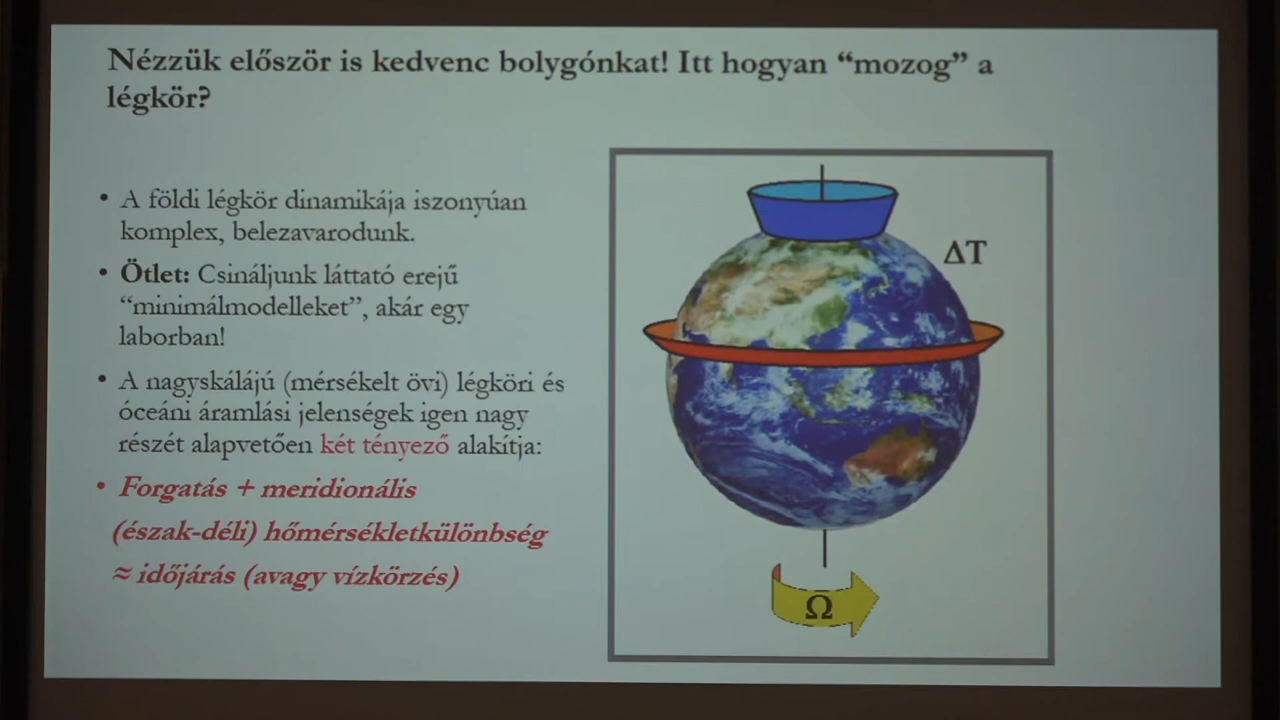 Nézzük először is kedvenc bolygónkat! Itt hogyan “mozog” a
légkör?
• A földi légkör dinamikája iszonyúan
komplex, belezavarodunk.
• Ötlet: Csináljunk láttató erejű
“minimálmodelleket”, akár egy
laborban!
• A nagyskálájú (mérsékelt övi) légköri és
óceáni áramlási jelenségek igen nagy
részét alapvetően két tényező alakítja:
• Forgatás + meridionális
(észak-déli) hőmérsékletkülönbség
≈ időjárás (avagy vízkörzés)
ΔT
Ω